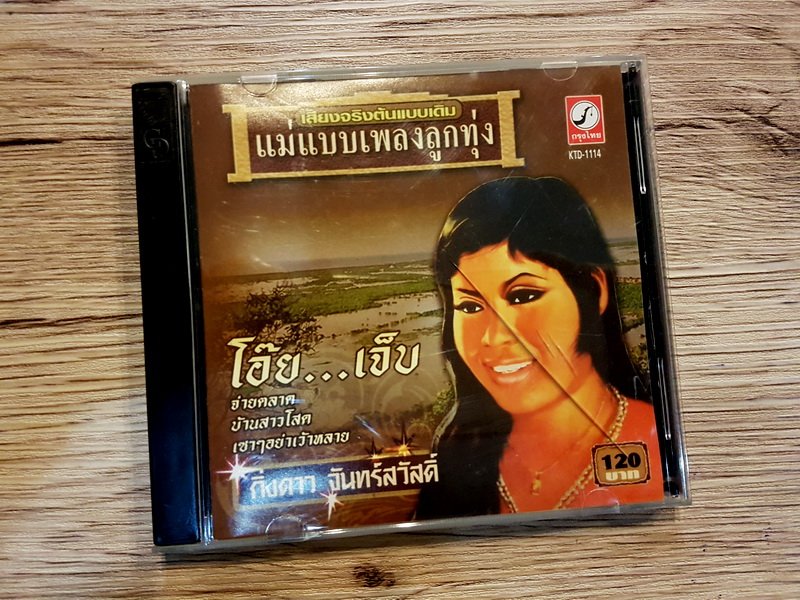 เสียงจริงต้นแบบเดิม
แม่แบบเพลงลูกทุ่ง
กรุงไทย
KTD-1114
โอ๊ย...เจ็บ
จ่ายตลาด
บ้านสาวโสด
เซาๆอย่าเว้าหลาย
กิ่งดาว จันทร์สวัสดิ์
120
บาท